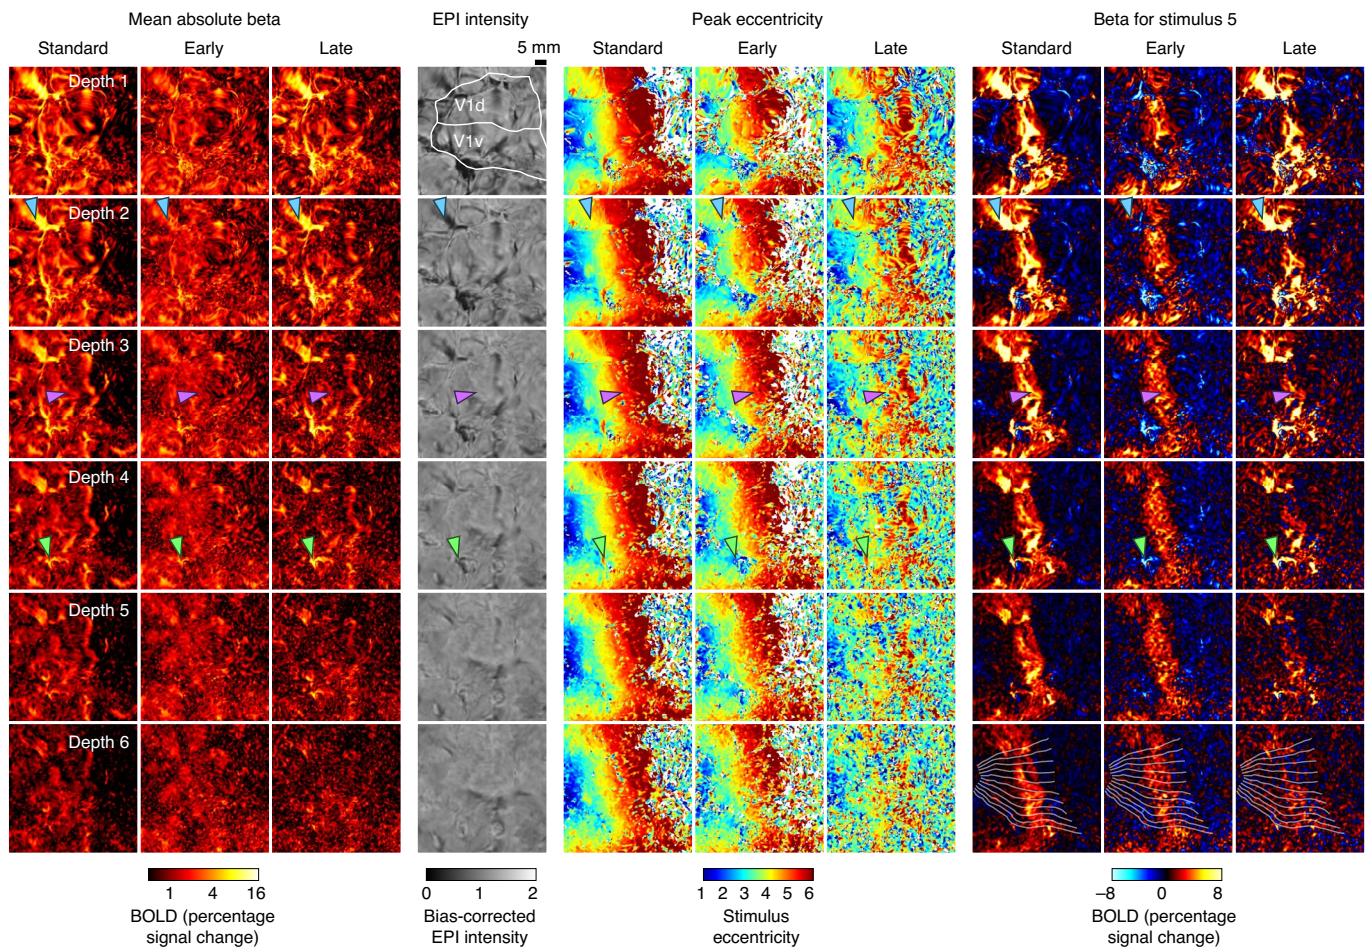 Mean absolute beta
EPI intensity
Peak eccentricity
Beta for stimulus 5
Standard
Early
Late
5 mm
Standard
Early
Late
Standard
Early
Late
Depth 1
V1d
V1v
Depth 2
Depth 3
Depth 4
Depth 5
Depth 6
1 4 16
BOLD (percentage
signal change)
0 1 2
Bias-corrected
EPI intensity
1 2 3 4 5 6
Stimulus
eccentricity
–8 0 8
BOLD (percentage
signal change)